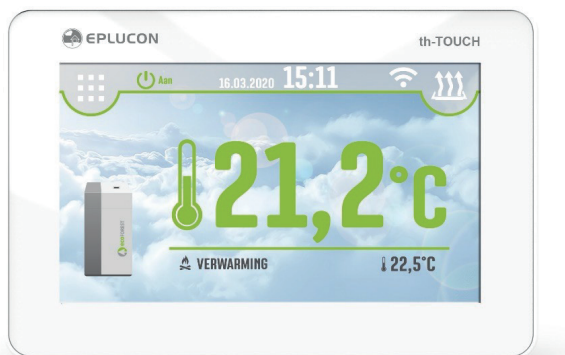 EPLUCON
th-TOUCH
Aan 16.03.2020 15:11
21,2°C
VERWARMING 22,5°C